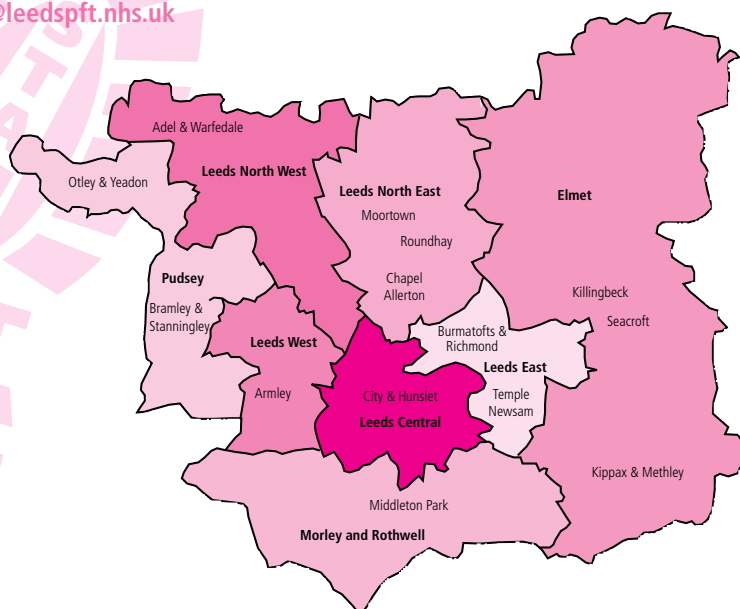 @leedspft.nhs.uk
Adel & Warfedale
Leeds North West
Otley & Yeadon
Leeds North East
Moortown
Roundhay
Chapel
Allerton
Elmet
Killingbeck
Seacroft
Pudsey
Bramley &
Stanningley
Leeds West
Armley
Burmatofts &
Richmond
Leeds East
Temple
Newsam
City & Hunslet
Leeds Central
Kippax & Methley
Middleton Park
Morley and Rothwell